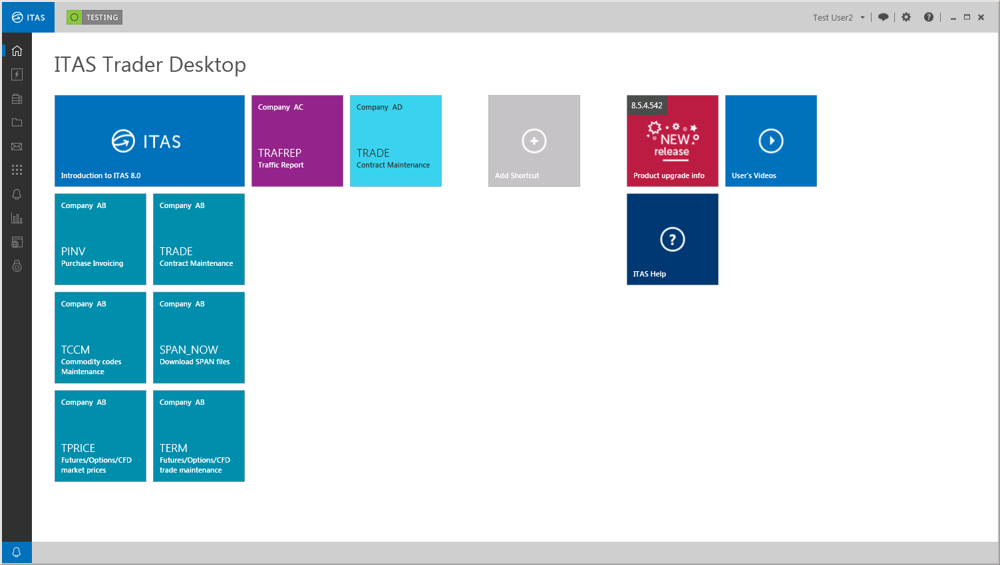 ITAS
TESTING
Test User2
ITAS Trader Desktop
ITAS
Introduction to ITAS 8.0
Company AC
TRAFREP
Traffic Report
Company AD
TRADE
Contract Maintenance
Add Shortcut
8.5.4.542
NEW
release
Product upgrade info
User's Videos
Company AB
PINV
Purchase Invoicing
Company AB
TRADE
Contract Maintenance
?
ITAS Help
Company AB
TCCM
Commodity codes
Maintenance
Company AB
SPAN_NOW
Download SPAN files
Company AB
TPRICE
Futures/Options/CFD
market prices
Company AB
TERM
Futures/Options/CFD
trade maintenance